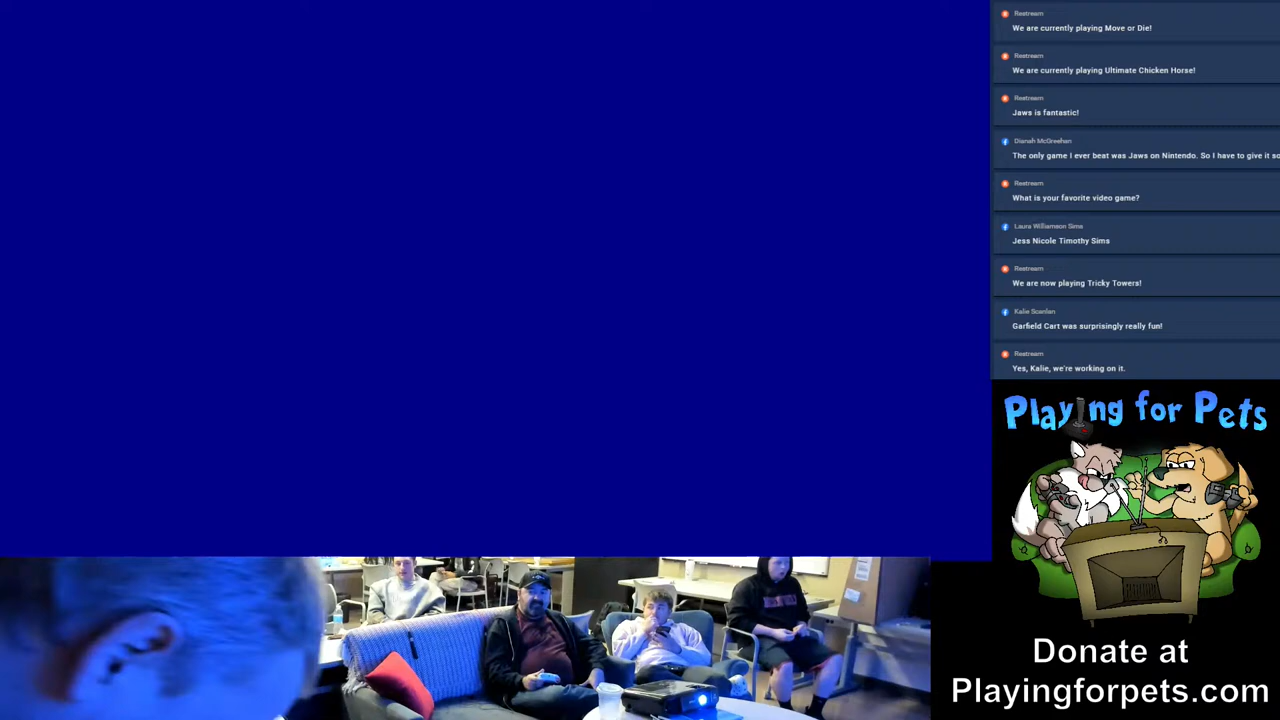 Restream
We are currently playing Move or Die!
Restream
We are currently playing Ultimate Chicken Horse!
Restream
Jaws is fantastic!
Dianah McGreehan
The only game I ever beat was Jaws on Nintendo. So I have to give it so
Restream
What is your favorite video game?
Laura Williamson Sims
Jess Nicole Timothy Sims
Restream
We are now playing Tricky Towers!
Kalie Scanlan
Garfield Cart was surprisingly really fun!
Restream
Yes, Kalie, we're working on it.
Playing for Pets
Donate at
Playingforpets.com